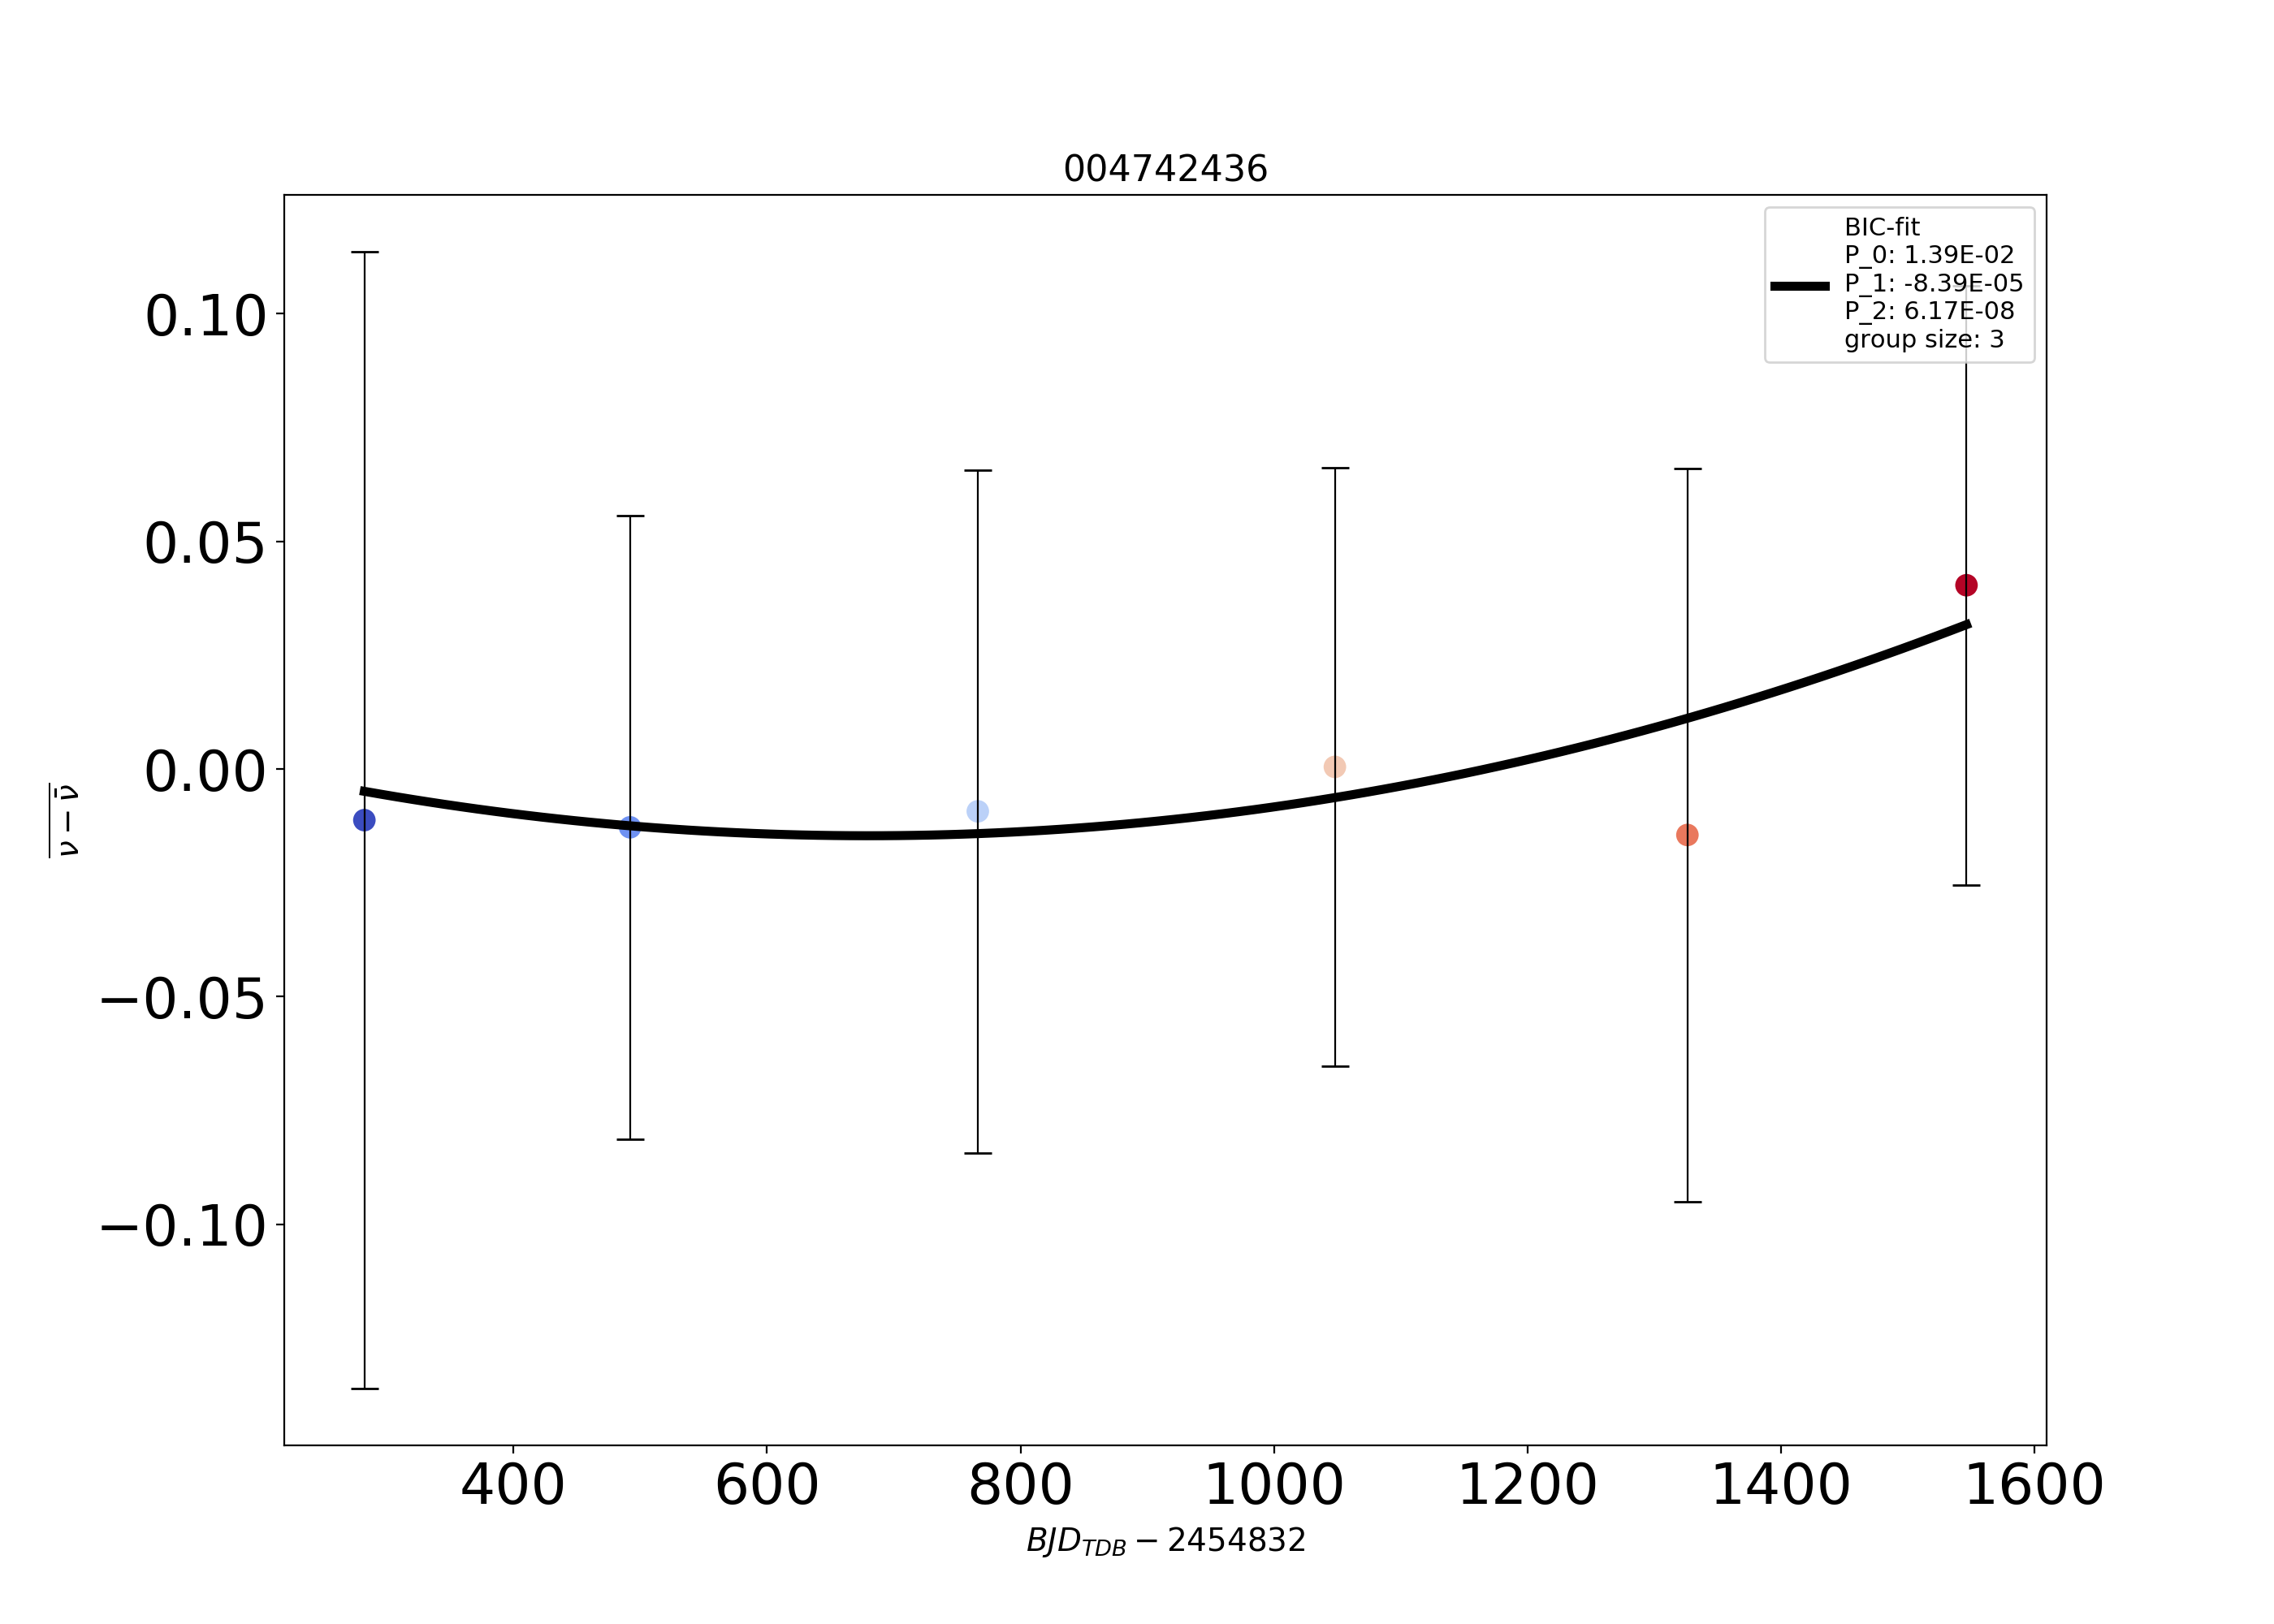 004742436
BIC-fit
P_0: 1.39E-02
P_1: -8.39E-05
P_2: 6.17E-08
group size: 3
0.10
0.05
0.00
−0.05
−0.10
ν − ν̄
400 600 800 1000 1200 1400 1600
BJD_TDB − 2454832